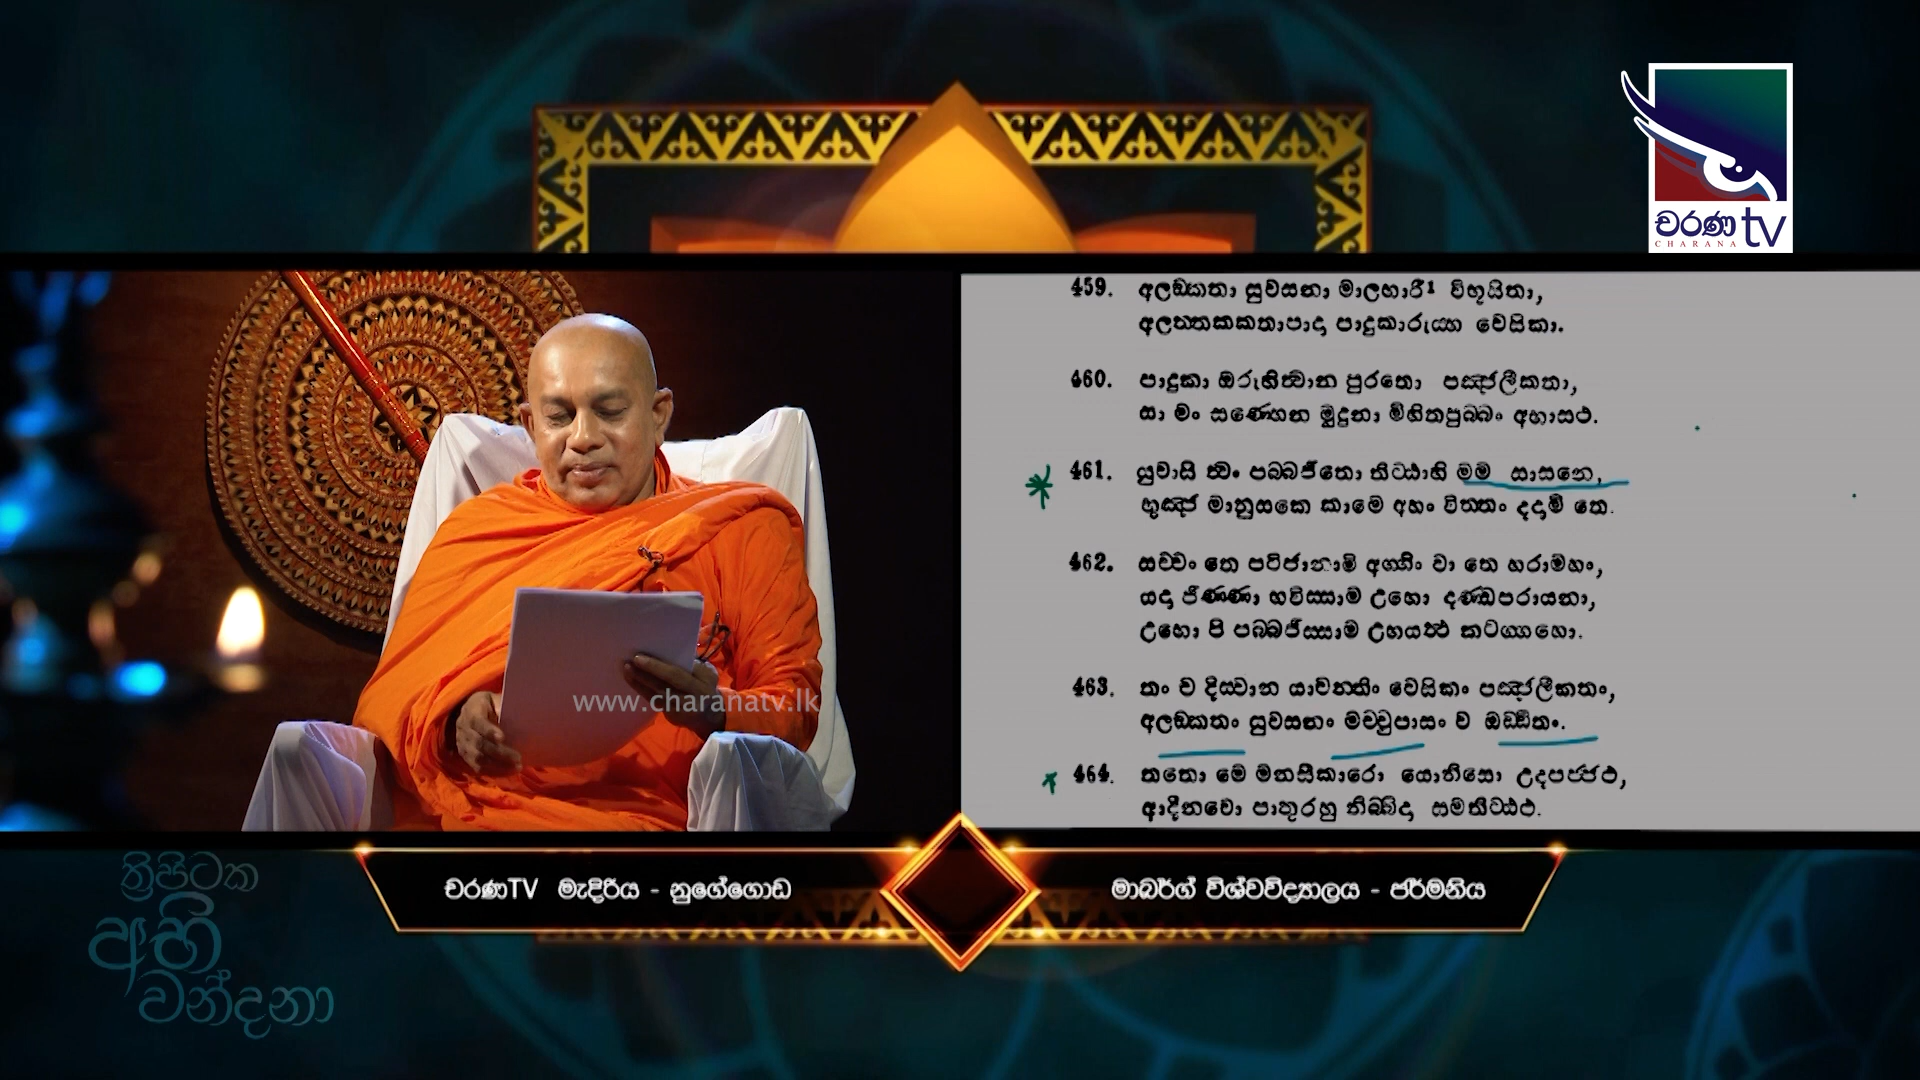 චරණ tv
CHARANA
459. අලඞ්කතා සුවසනා මාලහාරී¹ විභූයිතා,
අලත්තකකතාපාදා පාදුකාරුය්හ වෙසිකා.
460. පාදුකා ඔරුහිත්වාන පුරතො පඤ්ජලීකතා,
සා මං සණ්හෙන මුදුනා ම්හිතපුබ්බං අභාසථ.
461. යුවාසි ත්වං පබ්බජිතො තිට්ඨාහි මම සාසනෙ,
භුඤ්ජ මානුසකෙ කාමෙ අහං විත්තං දදාමි තෙ.
462. සච්චං තෙ පටිජානාමි අග්ගිං වා තෙ හරාමහං,
යදා ජිණ්ණා භවිස්සාම උභො දණ්ඩපරායනා,
උභො පි පබ්බජිස්සාම උභයත්ථ කටග්ගහො.
463. තං ච දිස්වාන යාචන්තිං වෙසිකං පඤ්ජලීකතං,
අලඞ්කතං සුවසනං මච්චුපාසං ව ඔඩ්ඩිතං.
464. තතො මෙ මනසීකාරො යොනිසො උදපජ්ජථ,
ආදීනවො පාතුරහු නිබ්බිදා සමතිට්ඨථ.
www.charanatv.lk
චරණTV මැදිරිය - නුගේගොඩ
මාබර්ග් විශ්වවිද්‍යාලය - ජර්මනිය
ත්‍රිපිටක
අභි
වන්දනා